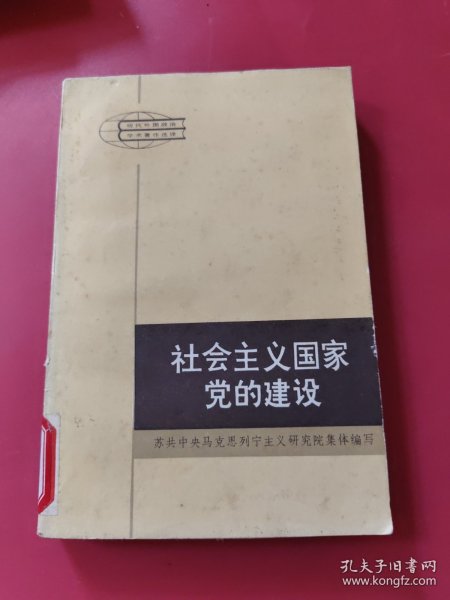 现代外国政治
学术著作选译
社会主义国家
党的建设
苏共中央马克思列宁主义研究院集体编写
孔夫子旧书网
www.kongfz.com